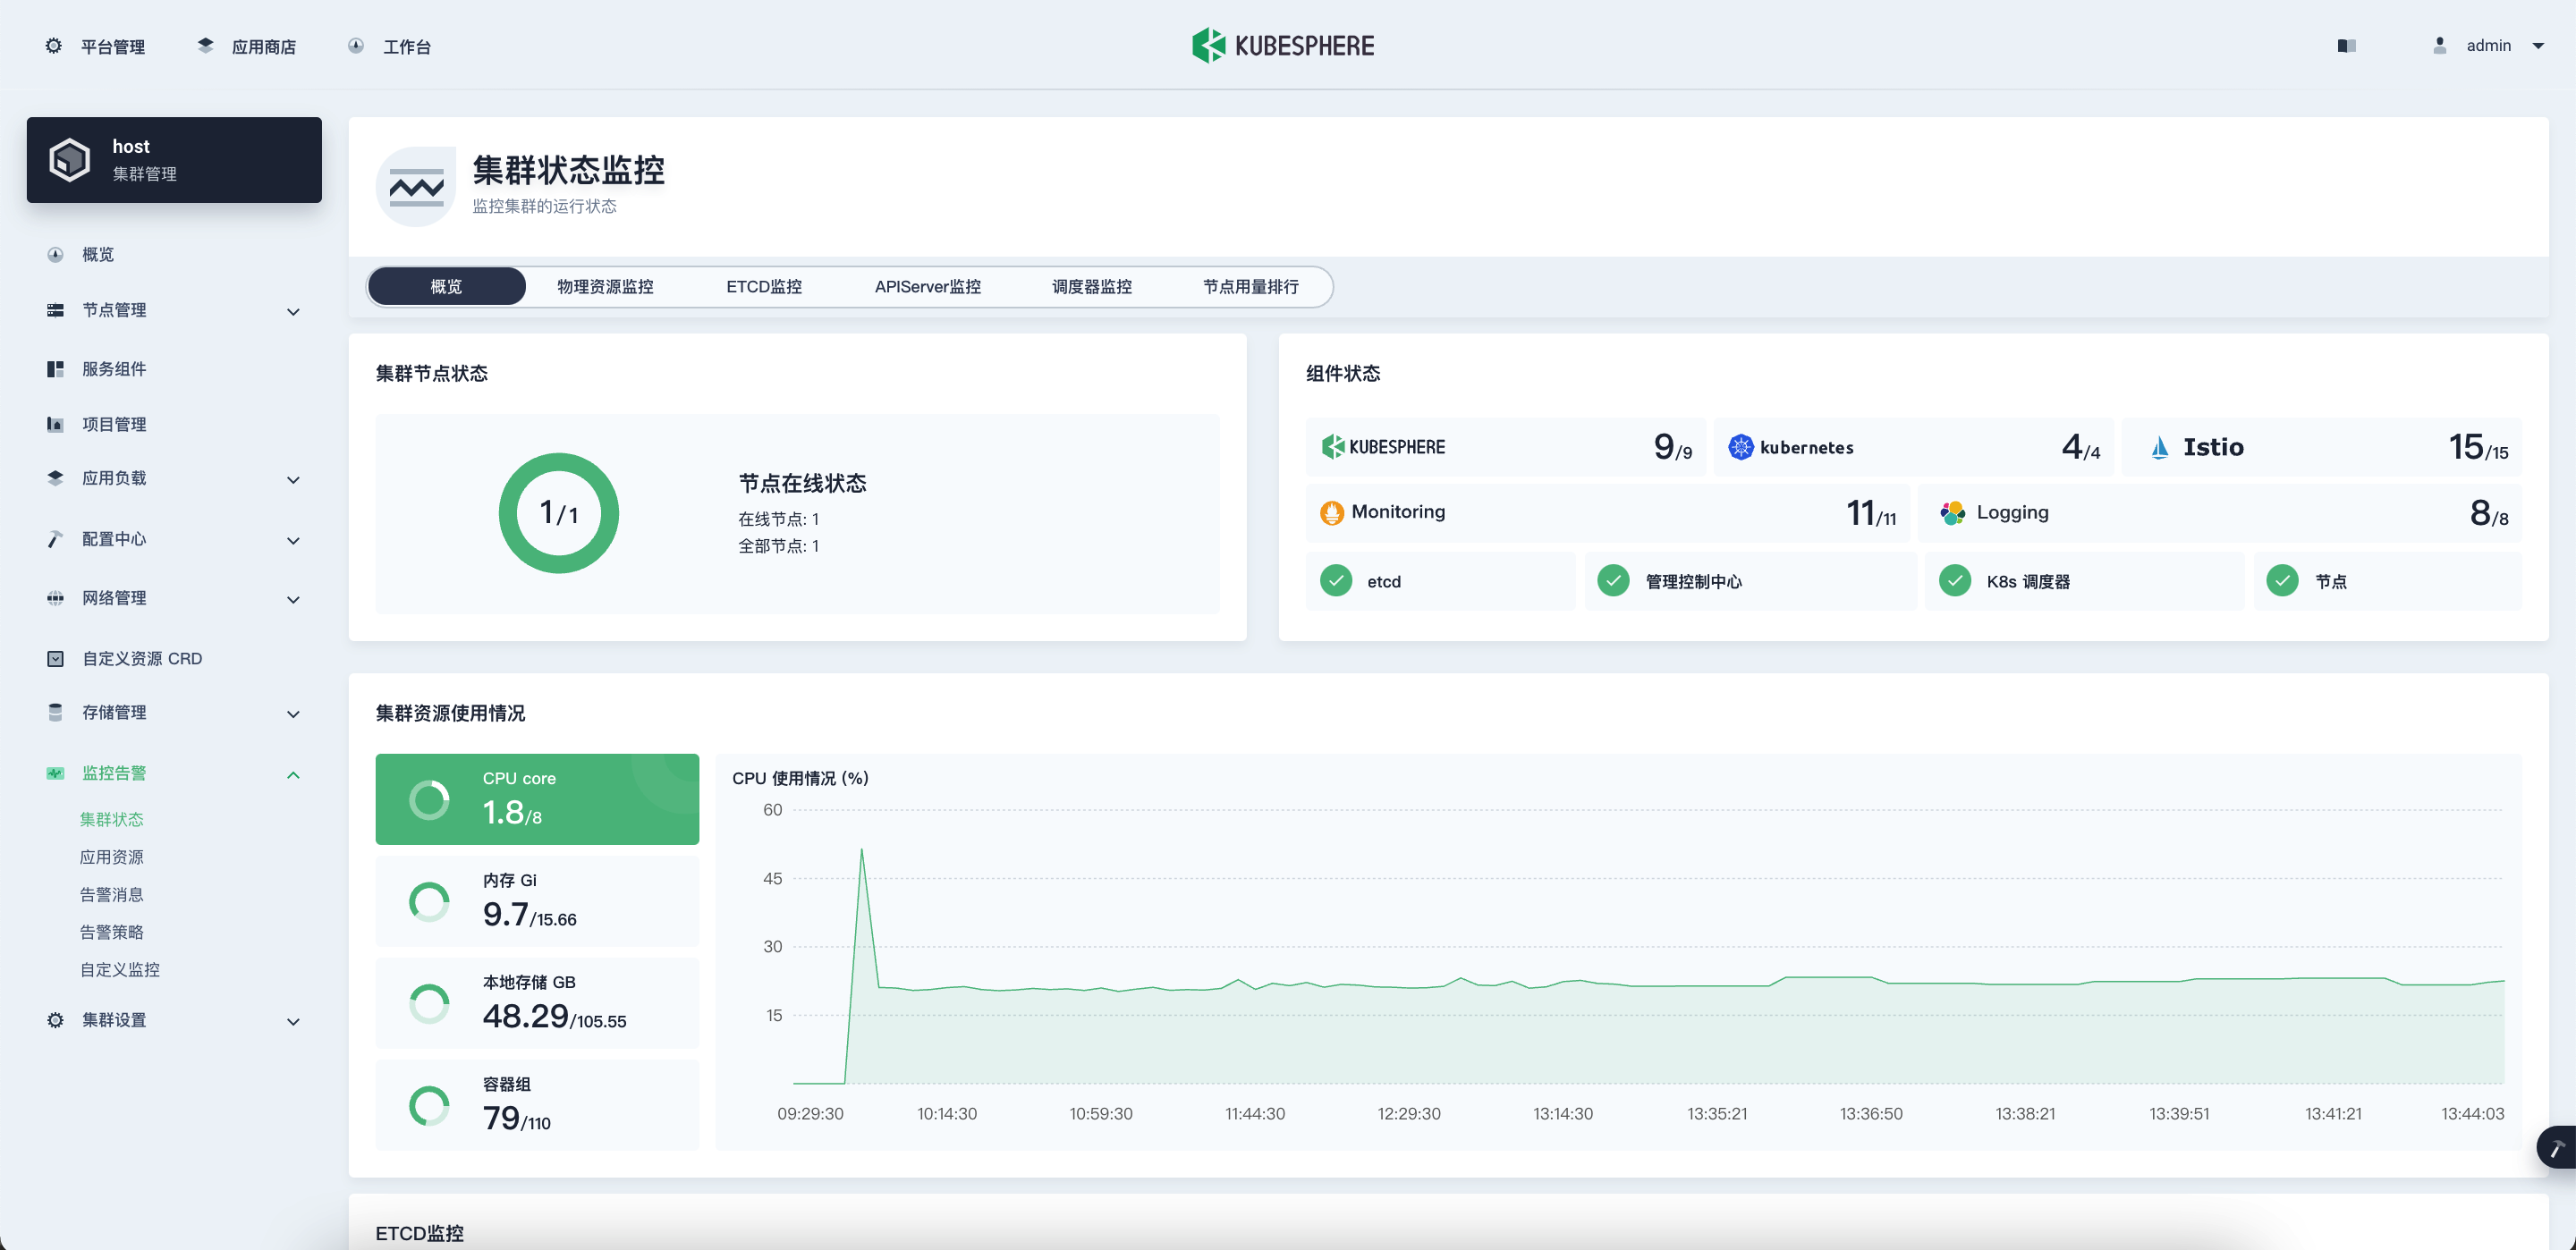 平台管理
应用商店
工作台
KUBESPHERE
admin
host
集群管理
概览
节点管理
服务组件
项目管理
应用负载
配置中心
网络管理
自定义资源 CRD
存储管理
监控告警
集群状态
应用资源
告警消息
告警策略
自定义监控
集群设置
集群状态监控
监控集群的运行状态
概览
物理资源监控
ETCD监控
APIServer监控
调度器监控
节点用量排行
集群节点状态
1/1
节点在线状态
在线节点: 1
全部节点: 1
组件状态
KUBESPHERE
9/9
kubernetes
4/4
Istio
15/15
Monitoring
11/11
Logging
8/8
etcd
管理控制中心
K8s 调度器
节点
集群资源使用情况
CPU core
1.8/8
内存 Gi
9.7/15.66
本地存储 GB
48.29/105.55
容器组
79/110
CPU 使用情况 (%)
60
45
30
15
09:29:30
10:14:30
10:59:30
11:44:30
12:29:30
13:14:30
13:35:21
13:36:50
13:38:21
13:39:51
13:41:21
13:44:03
ETCD监控